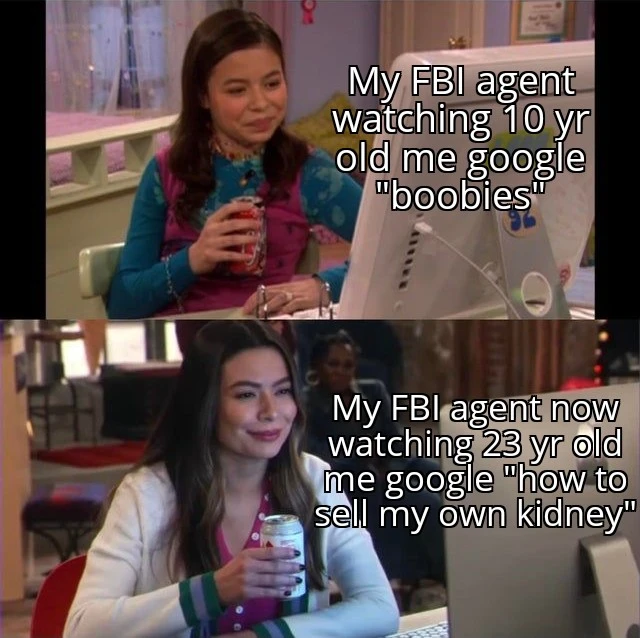 My FBI agent
watching 10 yr
old me google
"boobies"
92
My FBI agent now
watching 23 yr old
me google "how to
sell my own kidney"